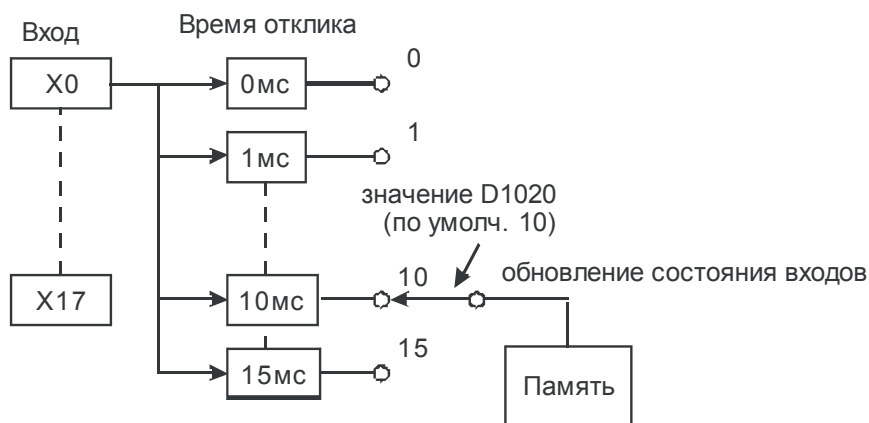 Вход
Время отклика
X0
0мс
0
1мс
1
значение D1020
(по умолч. 10)
X17
10мс
10
обновление состояния входов
15мс
15
Память